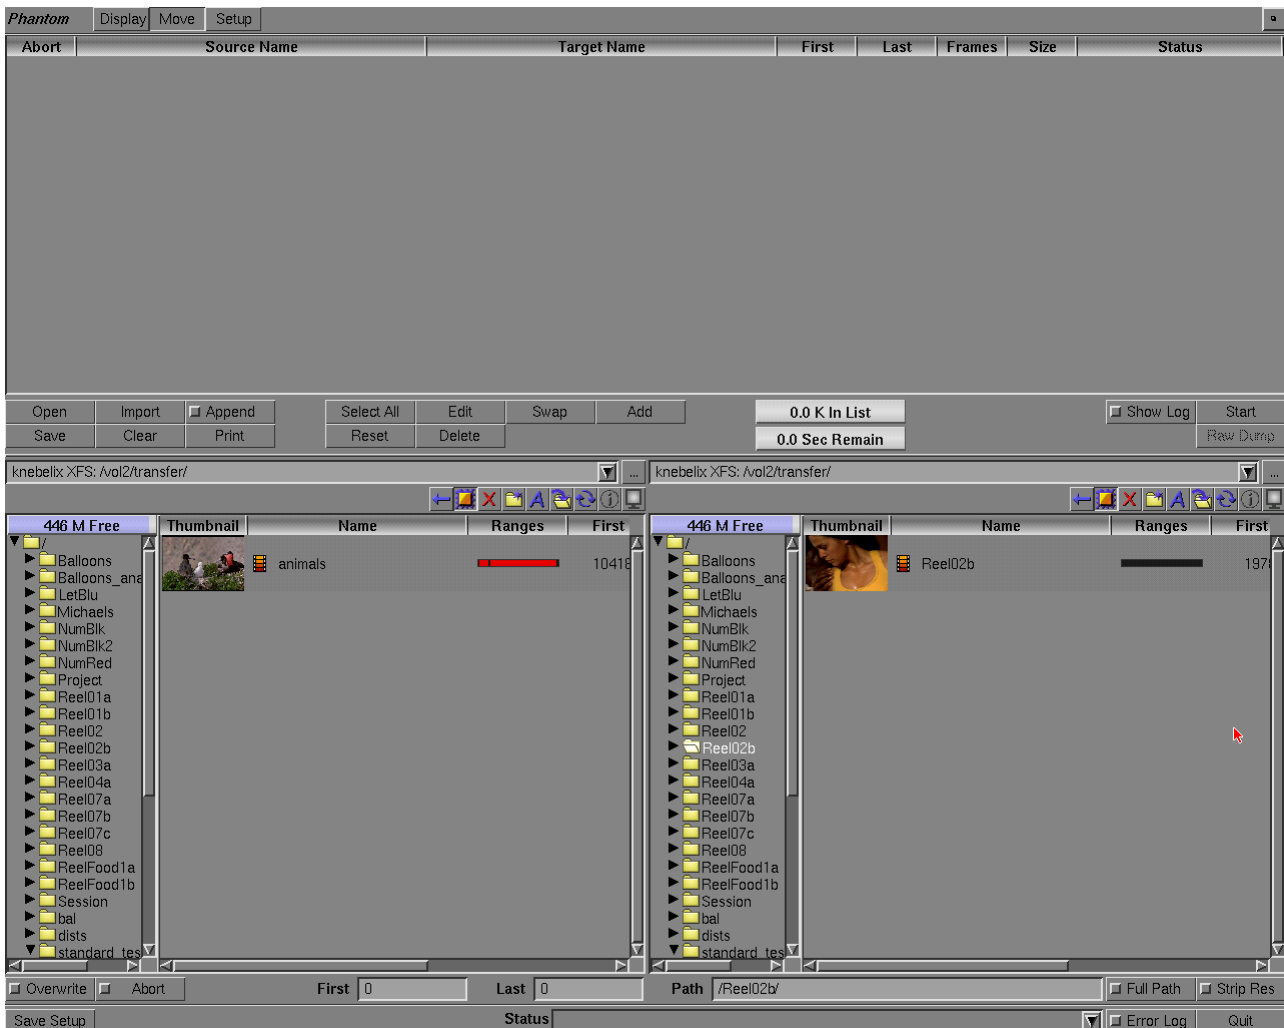 Phantom Display Move Setup
Abort Source Name Target Name First Last Frames Size Status
Open Import Append Select All Edit Swap Add 0.0 K In List Show Log Start
Save Clear Print Reset Delete 0.0 Sec Remain Raw Dump
knebelix XFS: /vol2/transfer/ ... knebelix XFS: /vol2/transfer/ ...
446 M Free Thumbnail Name Ranges First 446 M Free Thumbnail Name Ranges First
/ /
Balloons animals 10418 Balloons Reel02b 197
Balloons_ana Balloons_ana
LetBlu LetBlu
Michaels Michaels
NumBlk NumBlk
NumBlk2 NumBlk2
NumRed NumRed
Project Project
Reel01a Reel01a
Reel01b Reel01b
Reel02 Reel02
Reel02b Reel02b
Reel03a Reel03a
Reel04a Reel04a
Reel07a Reel07a
Reel07b Reel07b
Reel07c Reel07c
Reel08 Reel08
ReelFood1a ReelFood1a
ReelFood1b ReelFood1b
Session Session
bal bal
dists dists
standard_tes standard_tes
Overwrite Abort First 0 Last 0 Path /Reel02b/ Full Path Strip Res
Save Setup Status Error Log Quit